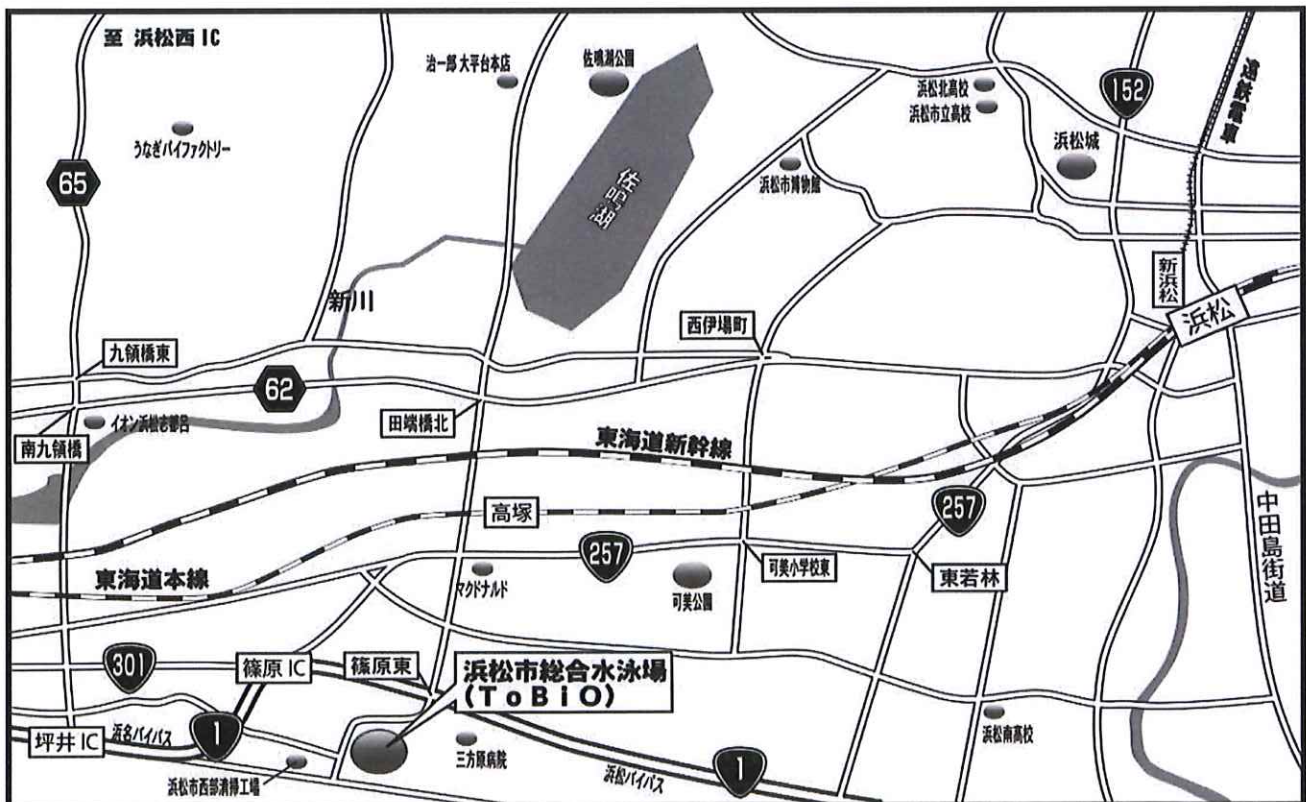 至 浜松西IC
治一郎 大平台本店
佐鳴湖公園
浜松北高校
浜松市立高校
152
遠鉄電車
浜松城
うなぎパイファクトリー
65
浜松市博物館
佐鳴湖
新川
新浜松
浜松
西伊場町
九領橋東
62
イオン浜松志都呂
南九領橋
田端橋北
東海道新幹線
高塚
257
257
中田島街道
東海道本線
マクドナルド
可美公園
可美小学校東
東若林
301
篠原IC
篠原東
浜松市総合水泳場
(ToBiO)
坪井IC
浜名バイパス
1
浜松市西部清掃工場
三方原病院
浜松バイパス
1
浜松南高校